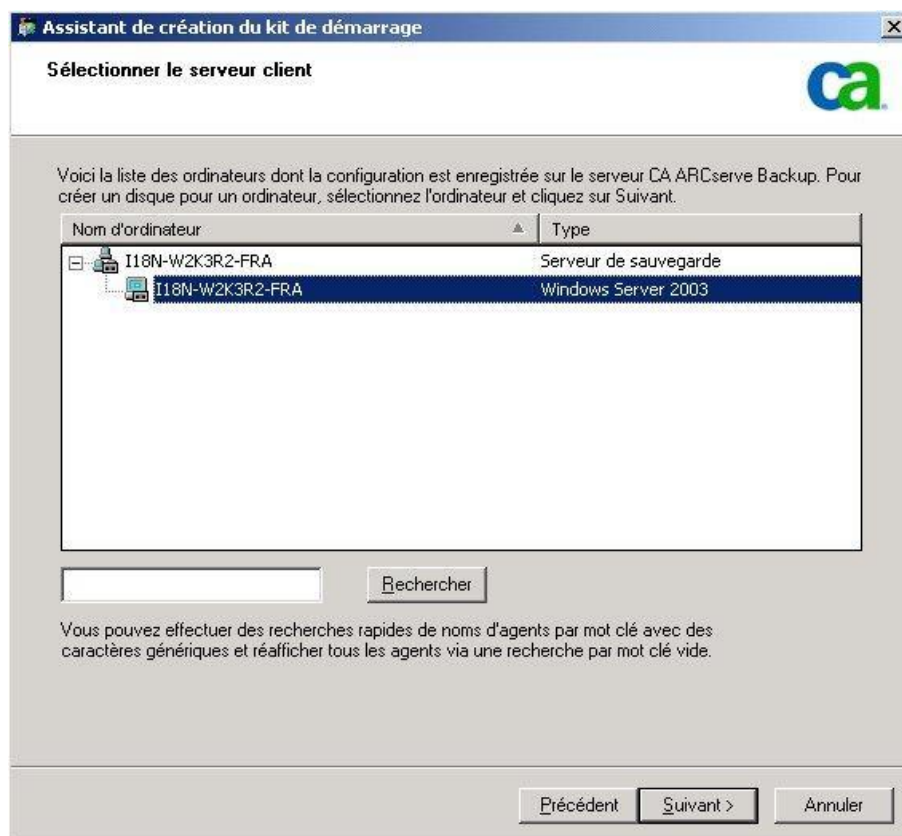 Assistant de création du kit de démarrage
Sélectionner le serveur client
ca
Voici la liste des ordinateurs dont la configuration est enregistrée sur le serveur CA ARCserve Backup. Pour
créer un disque pour un ordinateur, sélectionnez l'ordinateur et cliquez sur Suivant.
Nom d'ordinateur Type
I18N-W2K3R2-FRA Serveur de sauvegarde
I18N-W2K3R2-FRA Windows Server 2003
Rechercher
Vous pouvez effectuer des recherches rapides de noms d'agents par mot clé avec des
caractères génériques et réafficher tous les agents via une recherche par mot clé vide.
Précédent Suivant > Annuler